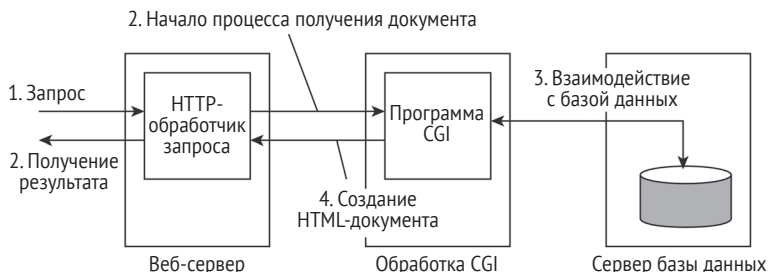 2. Начало процесса получения документа
1. Запрос
HTTP-
обработчик
запроса
Программа
CGI
3. Взаимодействие
с базой данных
2. Получение
результата
4. Создание
HTML-документа
Веб-сервер
Обработка CGI
Сервер базы данных